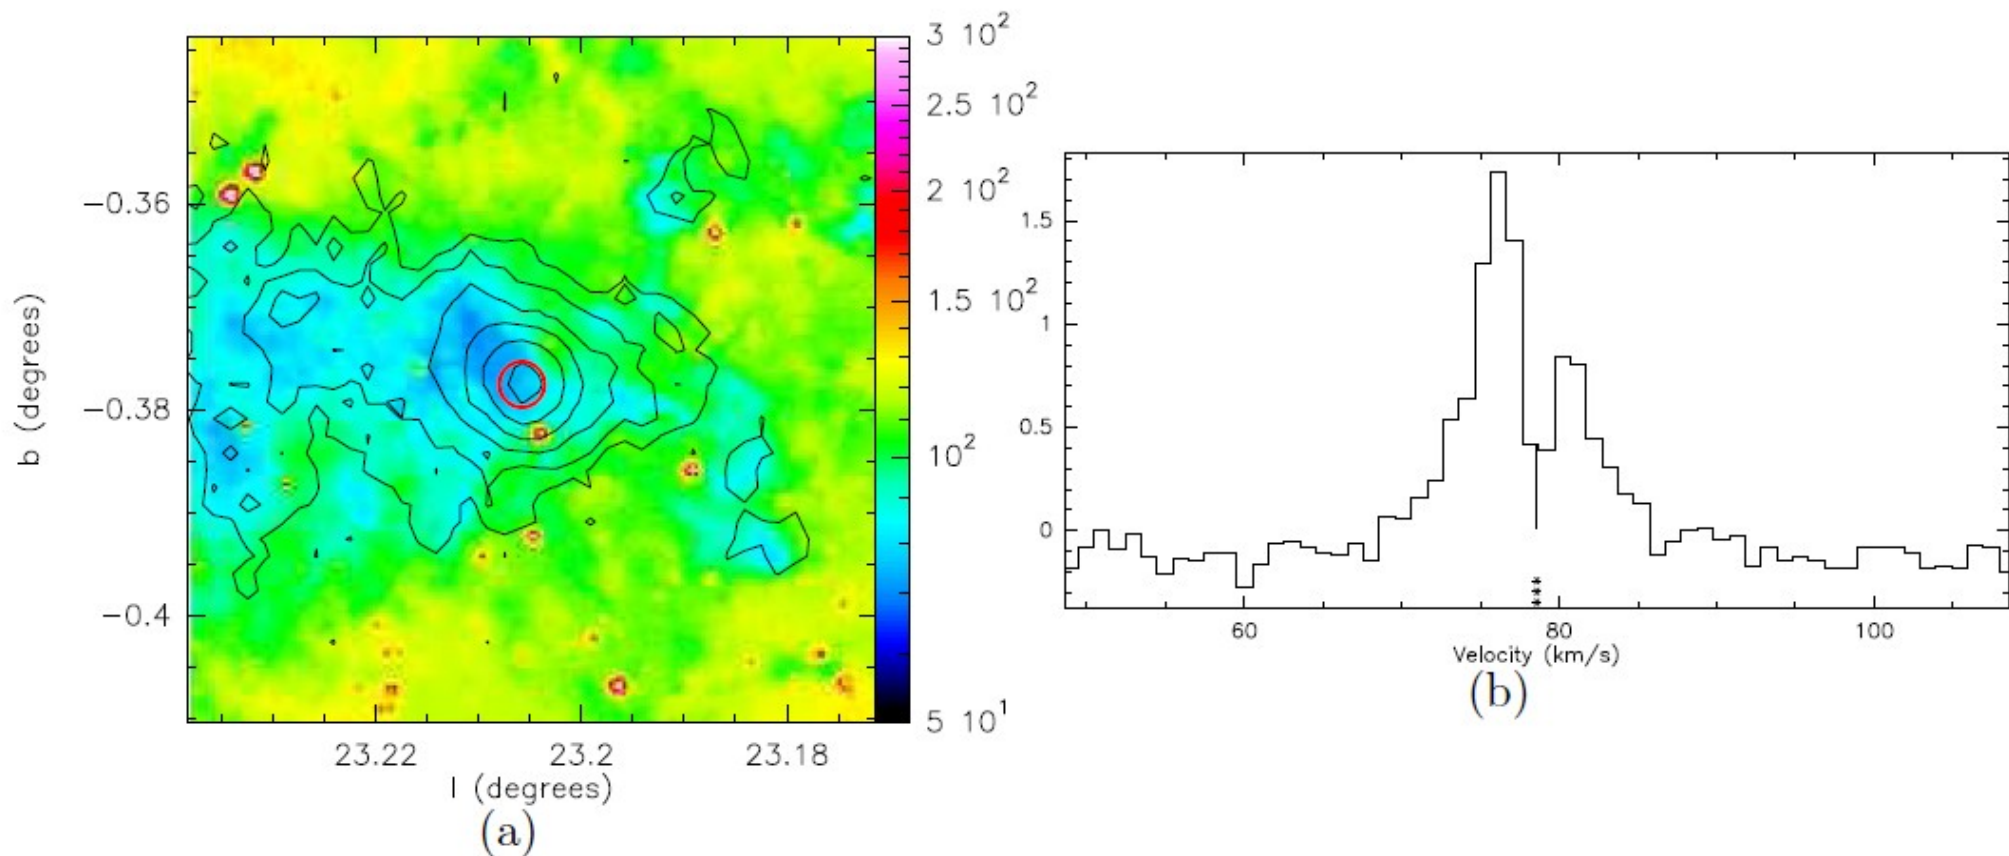 3 10²
2.5 10²
2 10²
1.5 10²
10²
5 10¹
b (degrees)
−0.36
−0.38
−0.4
23.22 23.2 23.18
l (degrees)
(a)
1.5
1
0.5
0
60 80 100
Velocity (km/s)
(b)